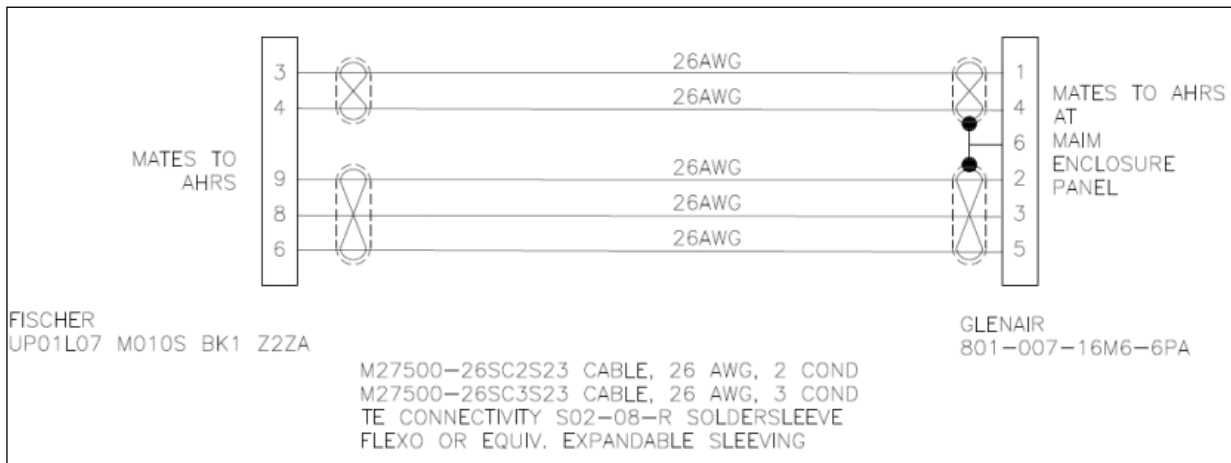 3 26AWG 1
4 26AWG 4
6
9 26AWG 2
8 26AWG 3
6 26AWG 5
MATES TO
AHRS
MATES TO AHRS
AT
MAIM
ENCLOSURE
PANEL
FISCHER
UP01L07 M010S BK1 Z2ZA
GLENAIR
801-007-16M6-6PA
M27500-26SC2S23 CABLE, 26 AWG, 2 COND
M27500-26SC3S23 CABLE, 26 AWG, 3 COND
TE CONNECTIVITY S02-08-R SOLDERSLEEVE
FLEXO OR EQUIV. EXPANDABLE SLEEVING